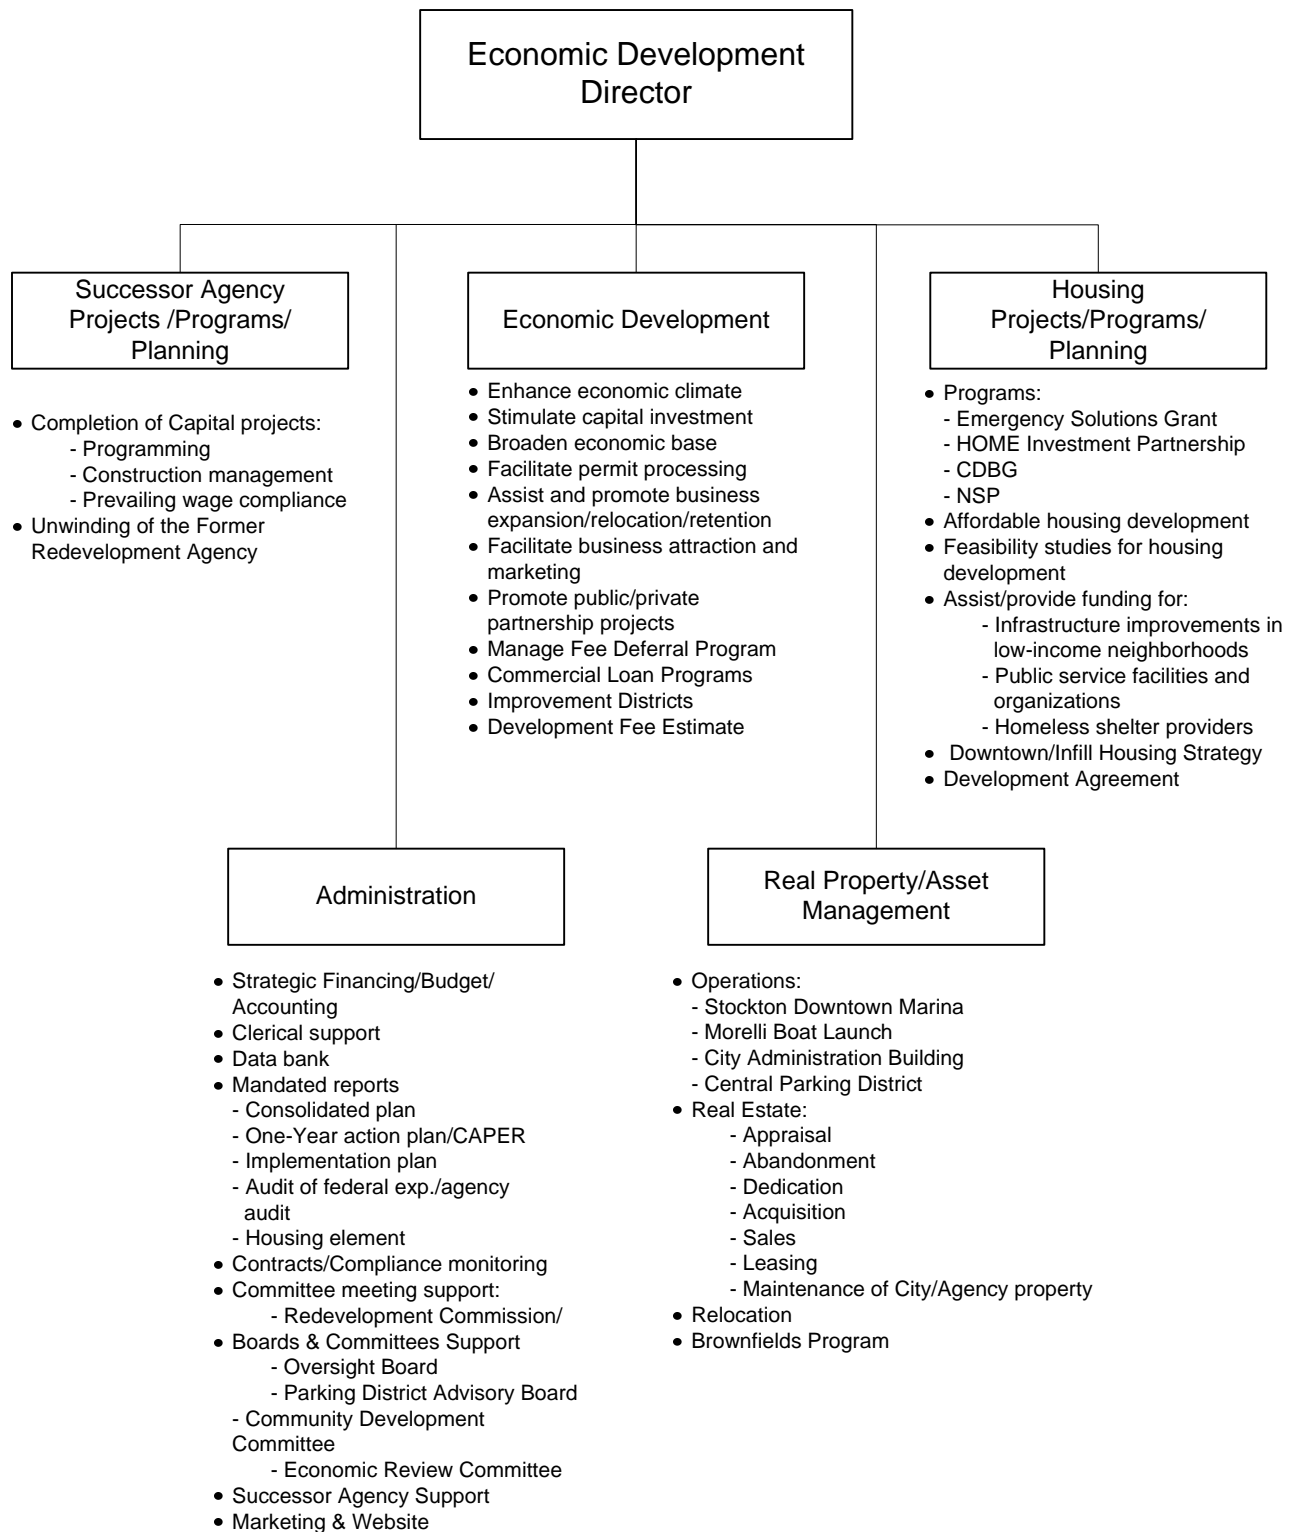 Economic Development
Director
Successor Agency
Projects /Programs/
Planning
• Completion of Capital projects:
- Programming
- Construction management
- Prevailing wage compliance
• Unwinding of the Former
Redevelopment Agency
Economic Development
• Enhance economic climate
• Stimulate capital investment
• Broaden economic base
• Facilitate permit processing
• Assist and promote business
expansion/relocation/retention
• Facilitate business attraction and
marketing
• Promote public/private
partnership projects
• Manage Fee Deferral Program
• Commercial Loan Programs
• Improvement Districts
• Development Fee Estimate
Housing
Projects/Programs/
Planning
• Programs:
- Emergency Solutions Grant
- HOME Investment Partnership
- CDBG
- NSP
• Affordable housing development
• Feasibility studies for housing
development
• Assist/provide funding for:
- Infrastructure improvements in
low-income neighborhoods
- Public service facilities and
organizations
- Homeless shelter providers
• Downtown/Infill Housing Strategy
• Development Agreement
Administration
• Strategic Financing/Budget/
Accounting
• Clerical support
• Data bank
• Mandated reports
- Consolidated plan
- One-Year action plan/CAPER
- Implementation plan
- Audit of federal exp./agency
audit
- Housing element
• Contracts/Compliance monitoring
• Committee meeting support:
- Redevelopment Commission/
• Boards & Committees Support
- Oversight Board
- Parking District Advisory Board
- Community Development
Committee
- Economic Review Committee
• Successor Agency Support
• Marketing & Website
Real Property/Asset
Management
• Operations:
- Stockton Downtown Marina
- Morelli Boat Launch
- City Administration Building
- Central Parking District
• Real Estate:
- Appraisal
- Abandonment
- Dedication
- Acquisition
- Sales
- Leasing
- Maintenance of City/Agency property
• Relocation
• Brownfields Program